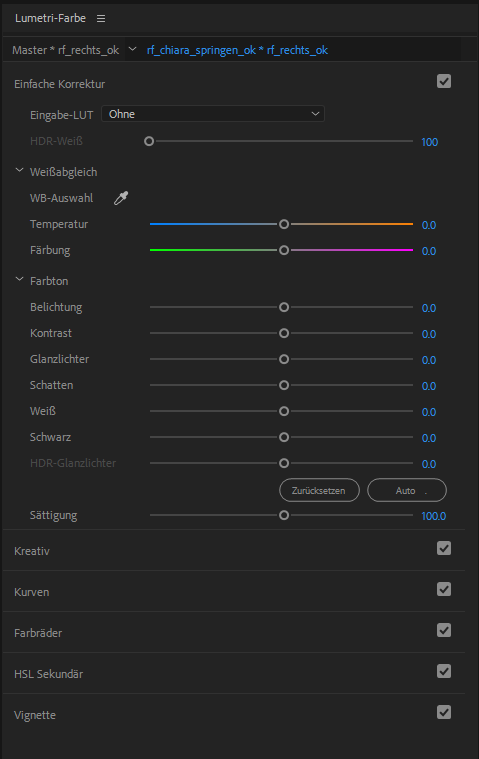 Lumetri-Farbe
Master * rf_rechts_ok rf_chiara_springen_ok * rf_rechts_ok
Einfache Korrektur
Eingabe-LUT Ohne
HDR-Weiß 100
Weißabgleich
WB-Auswahl
Temperatur 0.0
Färbung 0.0
Farbton
Belichtung 0.0
Kontrast 0.0
Glanzlichter 0.0
Schatten 0.0
Weiß 0.0
Schwarz 0.0
HDR-Glanzlichter 0.0
Zurücksetzen Auto .
Sättigung 100.0
Kreativ
Kurven
Farbräder
HSL Sekundär
Vignette